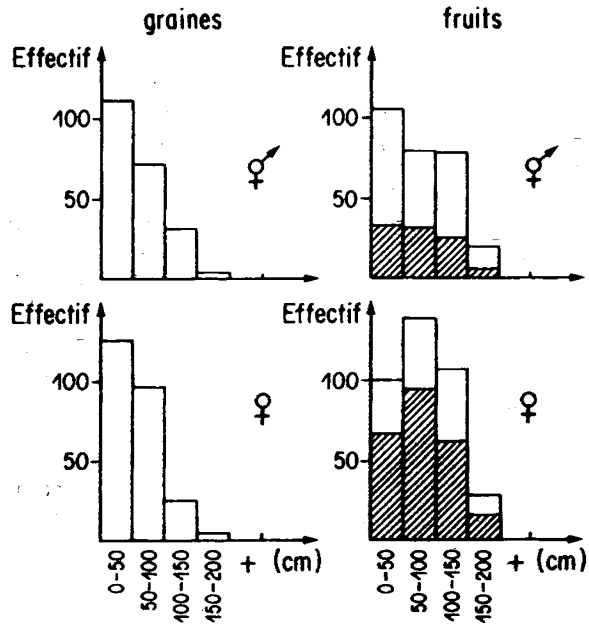 graines fruits
Effectif Effectif
100 100
50 50
Effectif Effectif
100 100
50 50
0-50 50-100 100-150 150-200 + (cm) 0-50 50-100 100-150 150-200 + (cm)